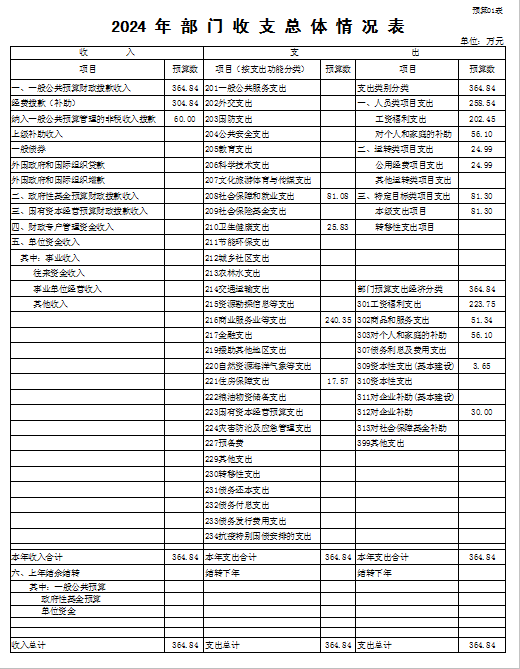 预算01表
2024 年 部 门 收 支 总 体 情 况 表
单位：万元
收 入 支 出
项目 预算数 项目（按支出功能分类） 预算数 项目 预算数
一、一般公共预算财政拨款收入 364.84 201一般公共服务支出 支出类别分类 364.84
经费拨款（补助） 304.84 202外交支出 一、人员类项目支出 258.54
纳入一般公共预算管理的非税收入拨款 60.00 203国防支出 工资福利支出 202.45
上级补助收入 204公共安全支出 对个人和家庭的补助 56.10
一般债券 205教育支出 二、运转类项目支出 24.99
外国政府和国际组织贷款 206科学技术支出 公用经费项目支出 24.99
外国政府和国际组织捐款 207文化旅游体育与传媒支出 其他运转类项目支出
二、政府性基金预算财政拨款收入 208社会保障和就业支出 81.08 三、特定目标类项目支出 81.30
三、国有资本经营预算财政拨款收入 209社会保险基金支出 本级支出项目 81.30
四、财政专户管理资金收入 210卫生健康支出 25.83 转移性支出项目
五、单位资金收入 211节能环保支出
其中：事业收入 212城乡社区支出
往来资金收入 213农林水支出
事业单位经营收入 214交通运输支出 部门预算支出经济分类 364.84
其他收入 215资源勘探信息等支出 301工资福利支出 223.75
216商业服务业等支出 240.35 302商品和服务支出 51.34
217金融支出 303对个人和家庭的补助 56.10
219援助其他地区支出 307债务利息及费用支出
220自然资源海洋气象等支出 309资本性支出(基本建设) 3.65
221住房保障支出 17.57 310资本性支出
222粮油物资储备支出 311对企业补助(基本建设)
223国有资本经营预算支出 312对企业补助 30.00
224灾害防治及应急管理支出 313对社会保障基金补助
227预备费 399其他支出
229其他支出
230转移性支出
231债务还本支出
232债务付息支出
233债务发行费用支出
234抗疫特别国债安排的支出
本年收入合计 364.84 本年支出合计 364.84 本年支出合计 364.84
六、上年结余结转 结转下年 结转下年
其中：一般公共预算
政府性基金预算
单位资金
收入总计 364.84 支出总计 364.84 支出总计 364.84